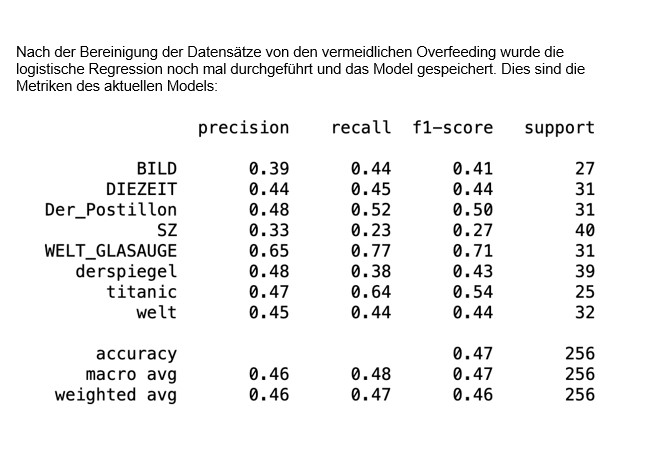 Nach der Bereinigung der Datensätze von den vermeidlichen Overfeeding wurde die
logistische Regression noch mal durchgeführt und das Model gespeichert. Dies sind die
Metriken des aktuellen Models:
precision recall f1-score support
BILD 0.39 0.44 0.41 27
DIEZEIT 0.44 0.45 0.44 31
Der_Postillon 0.48 0.52 0.50 31
SZ 0.33 0.23 0.27 40
WELT_GLASAUGE 0.65 0.77 0.71 31
derspiegel 0.48 0.38 0.43 39
titanic 0.47 0.64 0.54 25
welt 0.45 0.44 0.44 32
accuracy 0.47 256
macro avg 0.46 0.48 0.47 256
weighted avg 0.46 0.47 0.46 256